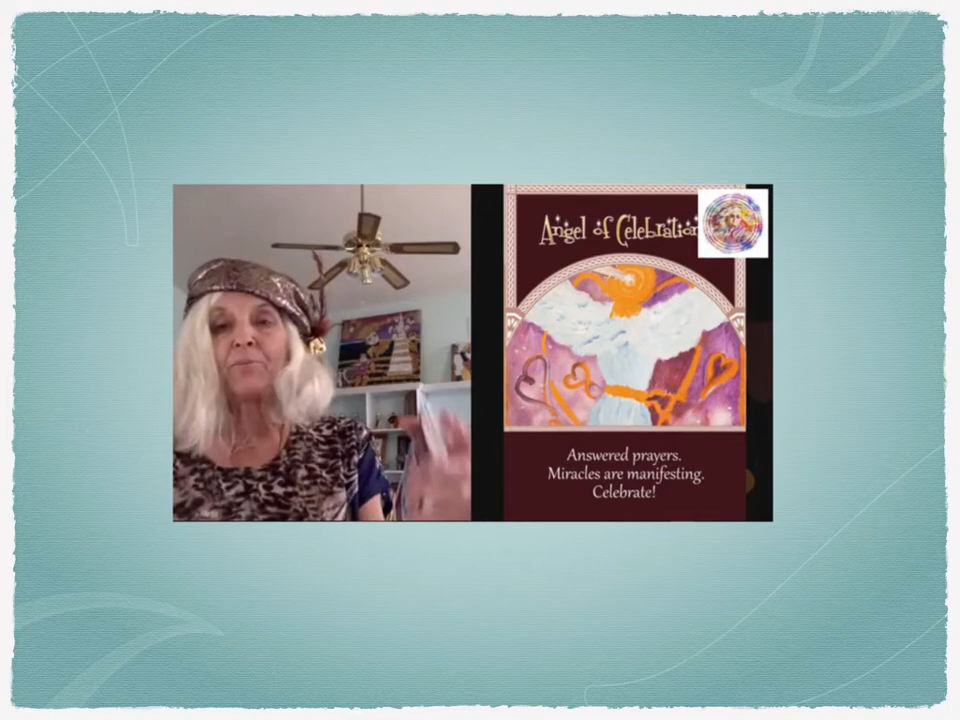 Angel of Celebration
Answered prayers.
Miracles are manifesting.
Celebrate!